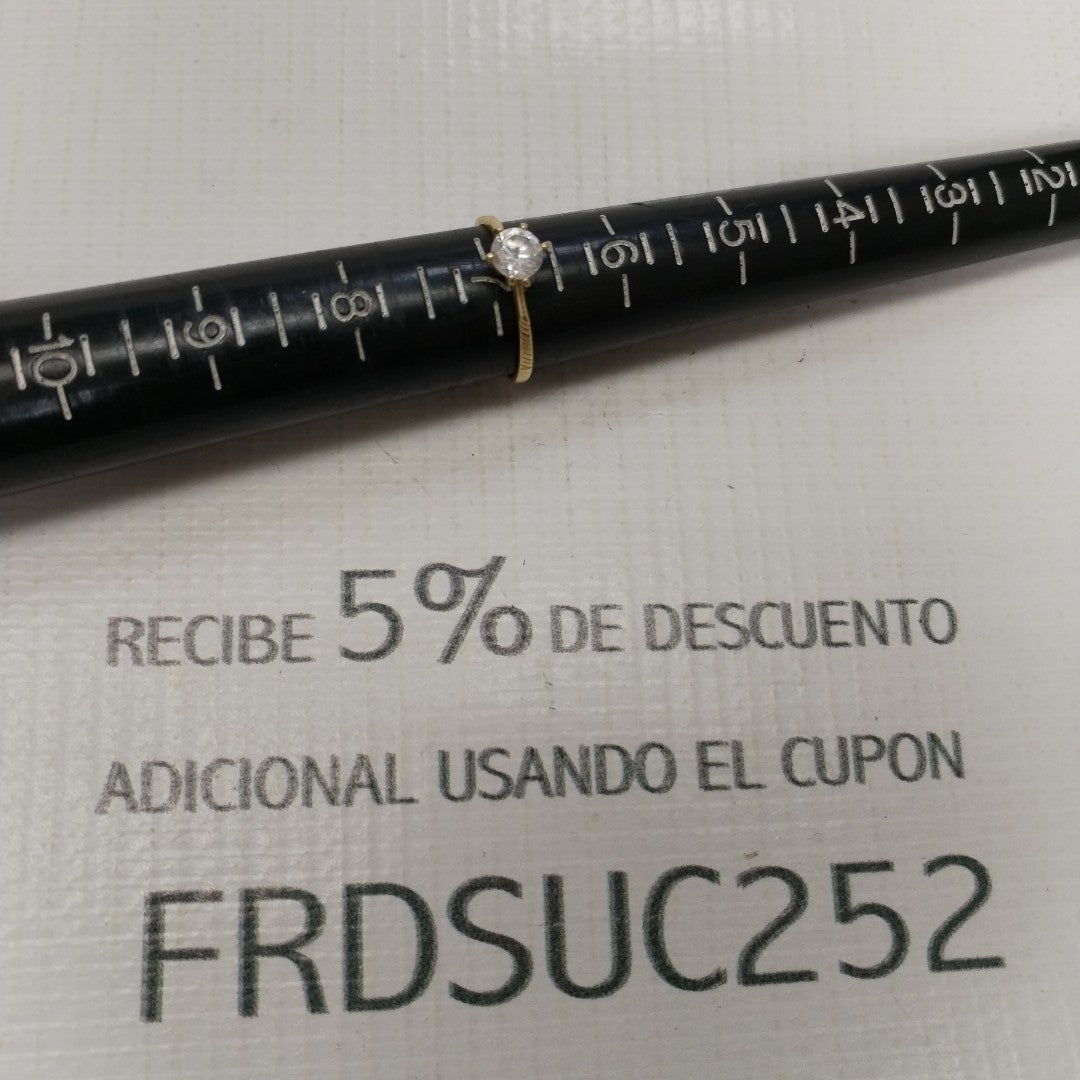 10 9 8 7 6 5 4 3 2
RECIBE 5% DE DESCUENTO
ADICIONAL USANDO EL CUPON
FRDSUC252